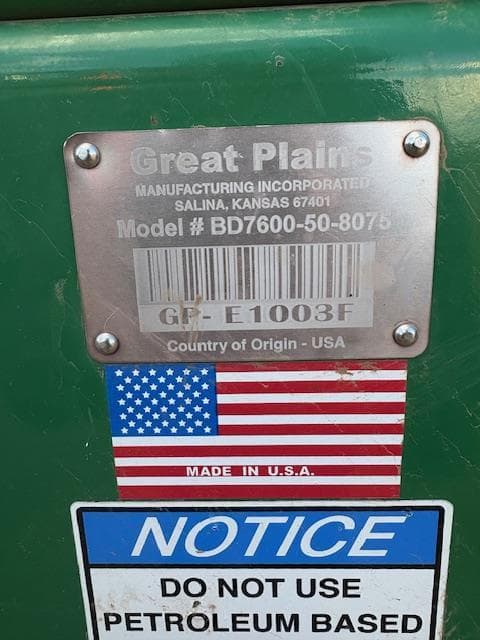 Great Plains
MANUFACTURING INCORPORATED
SALINA, KANSAS 67401
Model # BD7600-50-8075
GP- E1003F
Country of Origin - USA
MADE IN U.S.A.
NOTICE
DO NOT USE
PETROLEUM BASED